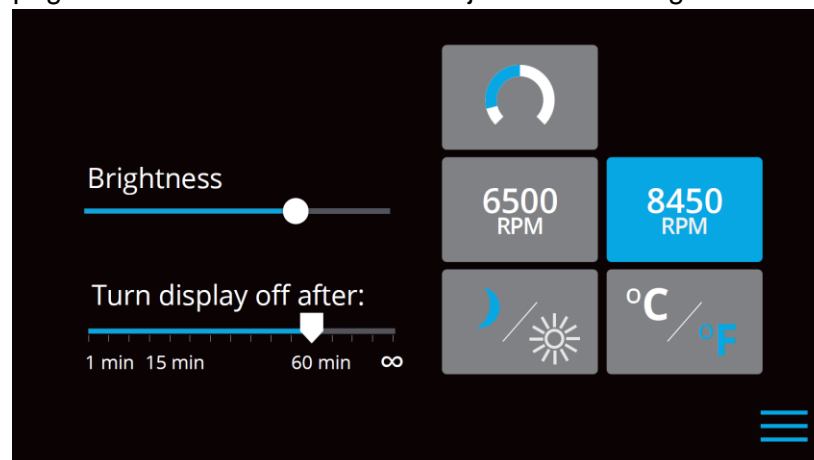 Brightness
6500
RPM
8450
RPM
Turn display off after:
1 min 15 min 60 min ∞
°C/°F